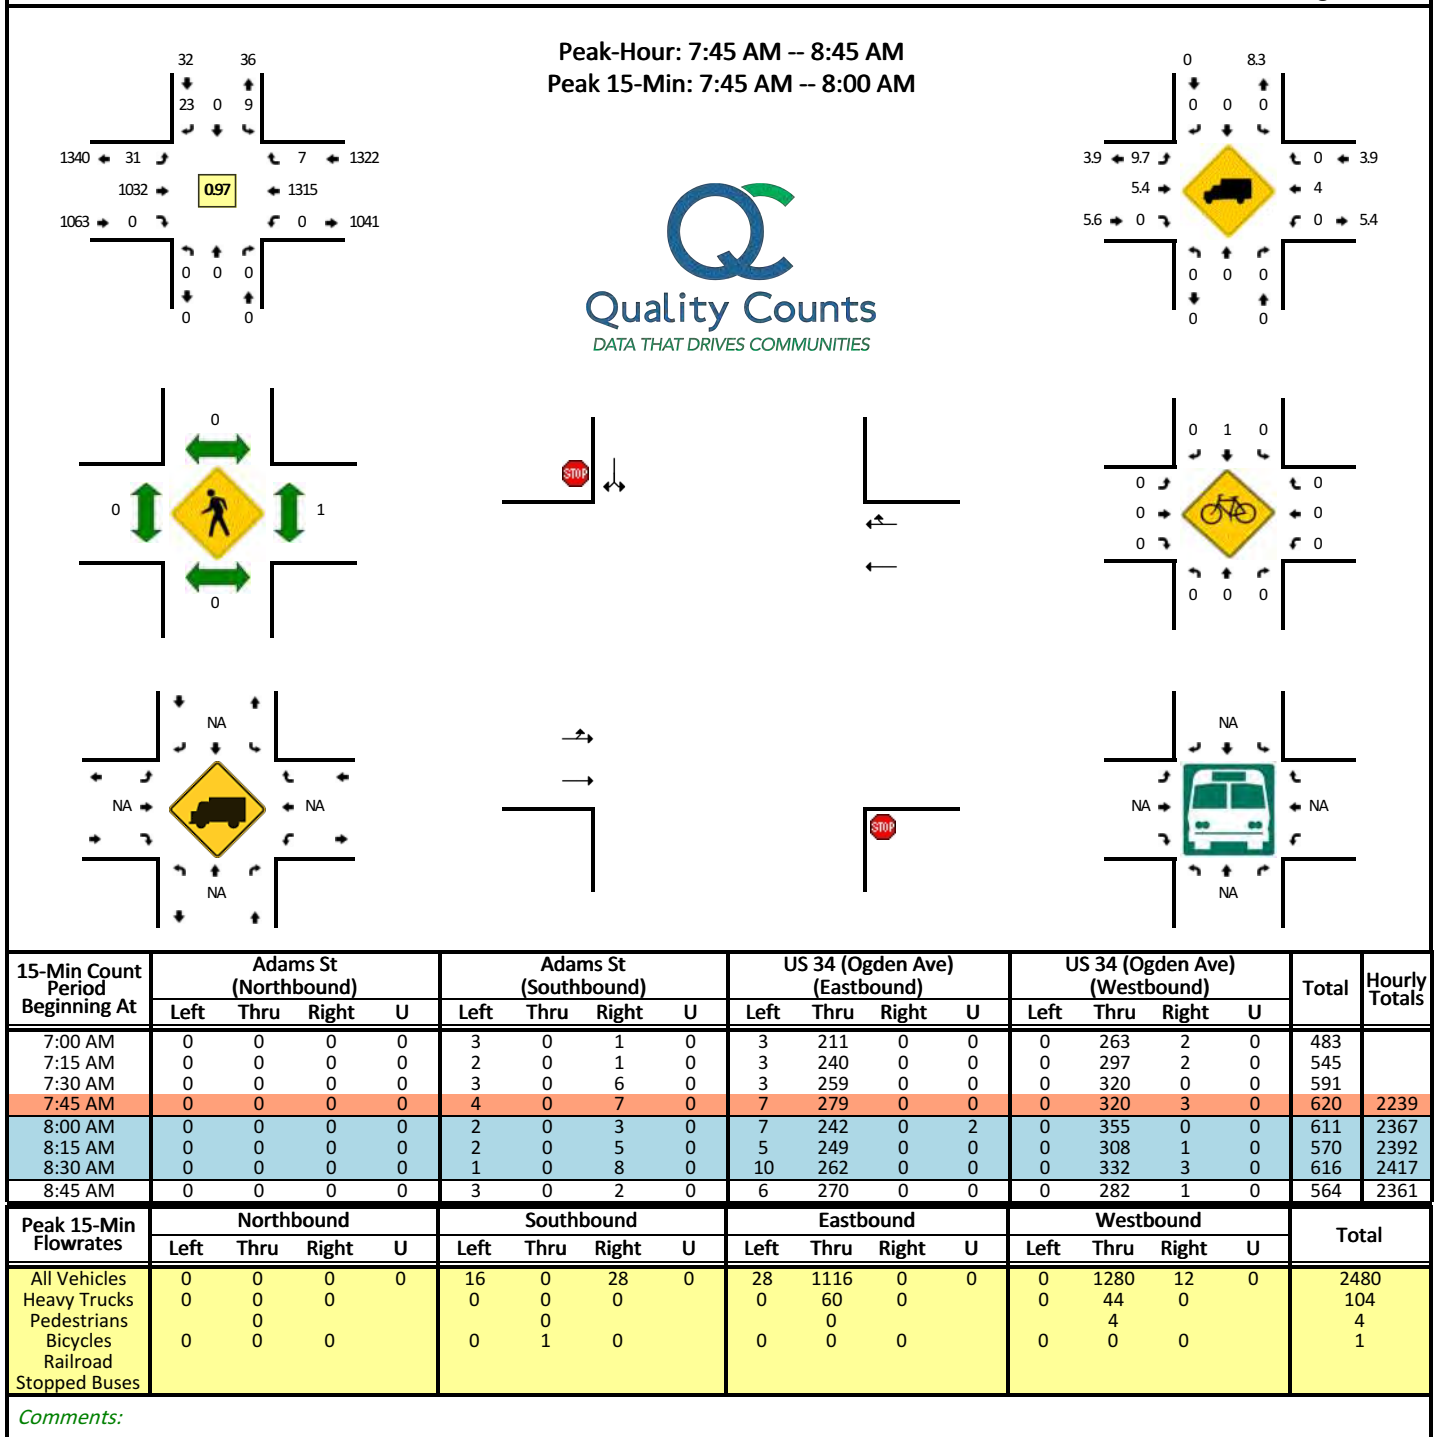 Peak-Hour: 7:45 AM -- 8:45 AM
Peak 15-Min: 7:45 AM -- 8:00 AM
32 36
23 0 9
1340 31 7 1322
1032 0.97 1315
1063 0 0 1041
0 0 0
0 0
QC
Quality Counts
DATA THAT DRIVES COMMUNITIES
0 8.3
0 0 0
3.9 9.7 0 3.9
5.4 4
5.6 0 0 5.4
0 0 0
0 0
0
0 1
0
STOP
0 1 0
0 0
0 0
0 0
0 0 0
NA
NA NA
NA
STOP
NA
NA NA
NA
15-Min Count Period Beginning At Adams St (Northbound) Adams St (Southbound) US 34 (Ogden Ave) (Eastbound) US 34 (Ogden Ave) (Westbound) Total Hourly Totals
Left Thru Right U Left Thru Right U Left Thru Right U Left Thru Right U
7:00 AM 0 0 0 0 3 0 1 0 3 211 0 0 0 263 2 0 483
7:15 AM 0 0 0 0 2 0 1 0 3 240 0 0 0 297 2 0 545
7:30 AM 0 0 0 0 3 0 6 0 3 259 0 0 0 320 0 0 591
7:45 AM 0 0 0 0 4 0 7 0 7 279 0 0 0 320 3 0 620 2239
8:00 AM 0 0 0 0 2 0 3 0 7 242 0 2 0 355 0 0 611 2367
8:15 AM 0 0 0 0 2 0 5 0 5 249 0 0 0 308 1 0 570 2392
8:30 AM 0 0 0 0 1 0 8 0 10 262 0 0 0 332 3 0 616 2417
8:45 AM 0 0 0 0 3 0 2 0 6 270 0 0 0 282 1 0 564 2361
Peak 15-Min Flowrates Northbound Southbound Eastbound Westbound Total
Left Thru Right U Left Thru Right U Left Thru Right U Left Thru Right U
All Vehicles 0 0 0 0 16 0 28 0 28 1116 0 0 0 1280 12 0 2480
Heavy Trucks 0 0 0 0 0 0 0 60 0 0 44 0 104
Pedestrians 0 0 0 4 4
Bicycles 0 0 0 0 1 0 0 0 0 0 0 0 1
Railroad
Stopped Buses
Comments: